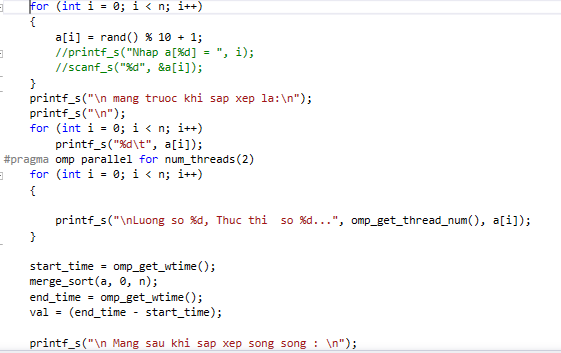 for (int i = 0; i < n; i++)
{
a[i] = rand() % 10 + 1;
//printf_s("Nhap a[%d] = ", i);
//scanf_s("%d", &a[i]);
}
printf_s("\n mang truoc khi sap xep la:\n");
printf_s("\n");
for (int i = 0; i < n; i++)
printf_s("%d\t", a[i]);
#pragma omp parallel for num_threads(2)
for (int i = 0; i < n; i++)
{
printf_s("\nLuong so %d, Thuc thi  so %d...", omp_get_thread_num(), a[i]);
}
start_time = omp_get_wtime();
merge_sort(a, 0, n);
end_time = omp_get_wtime();
val = (end_time - start_time);
printf_s("\n Mang sau khi sap xep song song : \n");